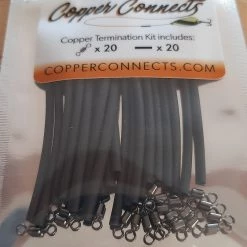 Copper Connects
Copper Termination Kit includes:
x 20 x 20
COPPERCONNECTS.COM